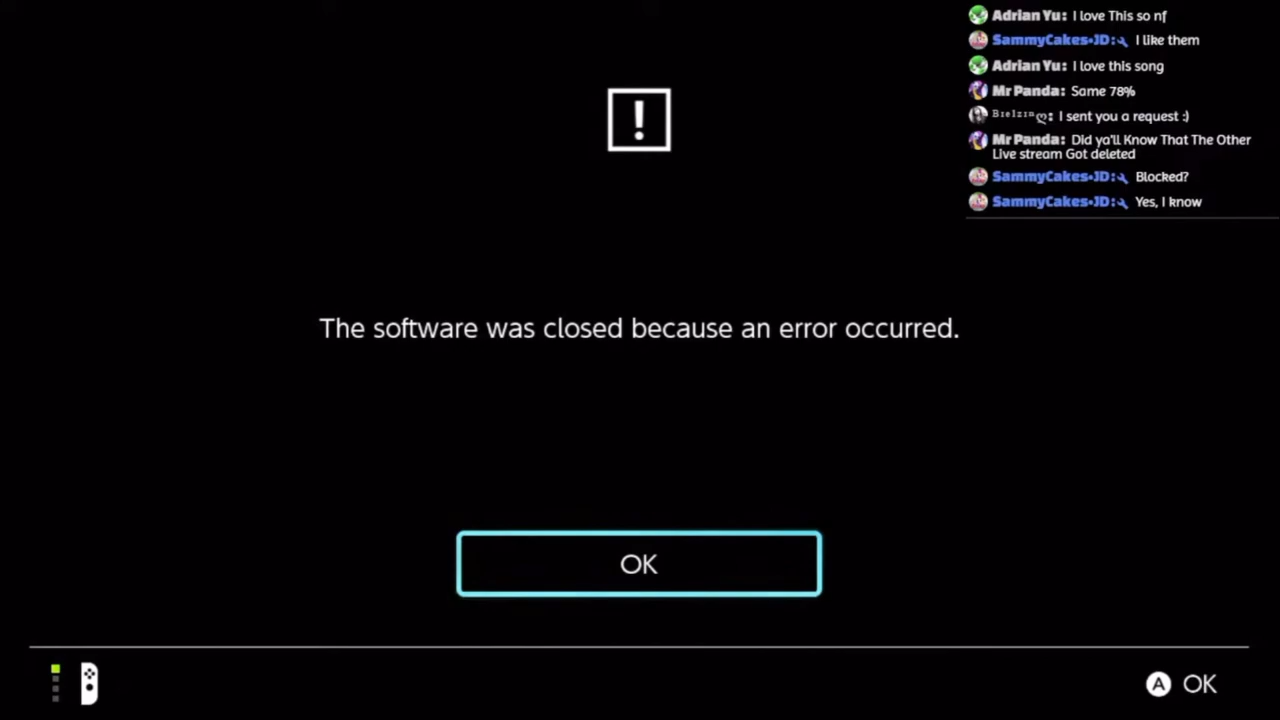 Adrian Yu: I love This so nf
SammyCakes•JD: I like them
Adrian Yu: I love this song
Mr Panda: Same 78%
ᴮᶦᵉˡᶻᶦⁿღ: I sent you a request :)
Mr Panda: Did ya'll Know That The Other
Live stream Got deleted
SammyCakes•JD: Blocked?
SammyCakes•JD: Yes, I know
!
The software was closed because an error occurred.
OK
A OK